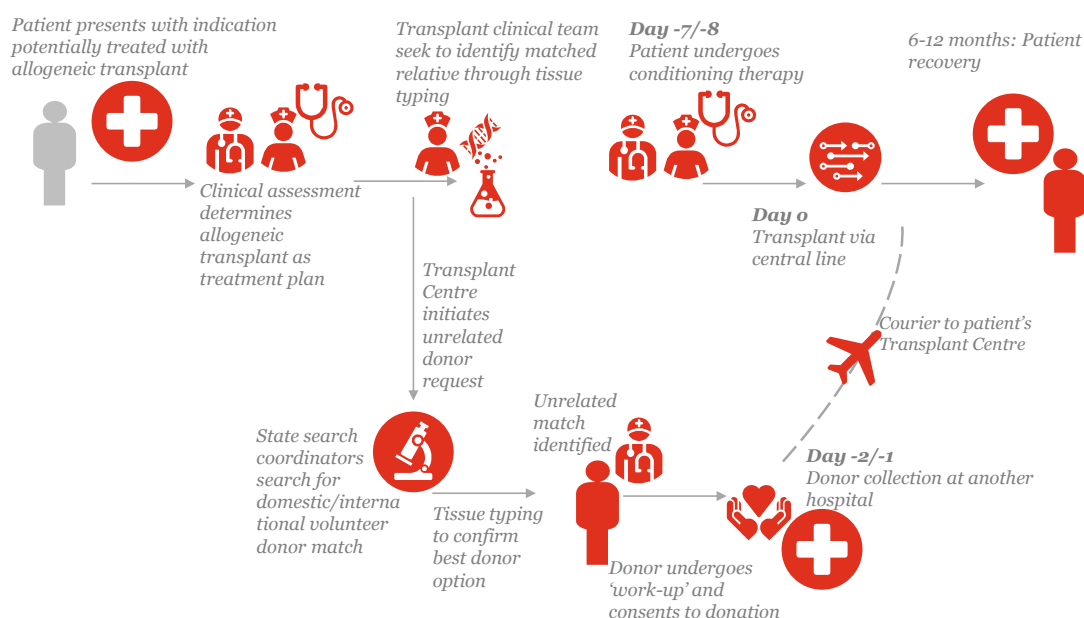 Patient presents with indication
potentially treated with
allogeneic transplant
Clinical assessment
determines
allogeneic
transplant as
treatment plan
Transplant clinical team
seek to identify matched
relative through tissue
typing
Day -7/-8
Patient undergoes
conditioning therapy
Day 0
Transplant via
central line
6-12 months: Patient
recovery
Transplant
Centre
initiates
unrelated
donor
request
State search
coordinators
search for
domestic/interna
tional volunteer
donor match
Tissue typing
to confirm
best donor
option
Unrelated
match
identified
Donor undergoes
‘work-up’ and
consents to donation
Day -2/-1
Donor collection at another
hospital
Courier to patient’s
Transplant Centre